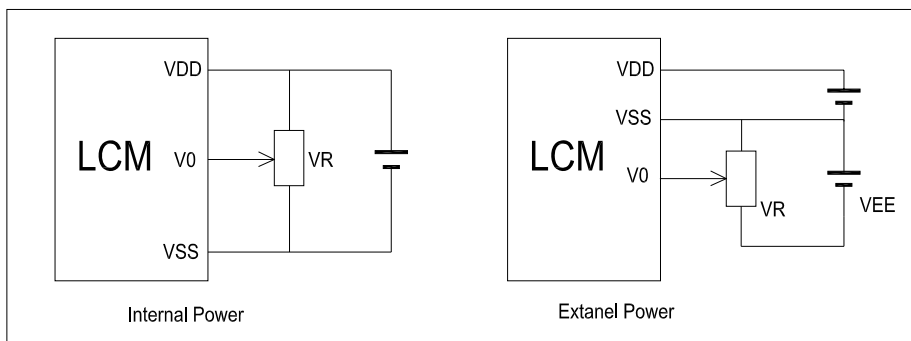 VDD
LCM
V0
VR
VSS
Internal Power
VDD
VSS
LCM
V0
VR
VEE
Extanel Power